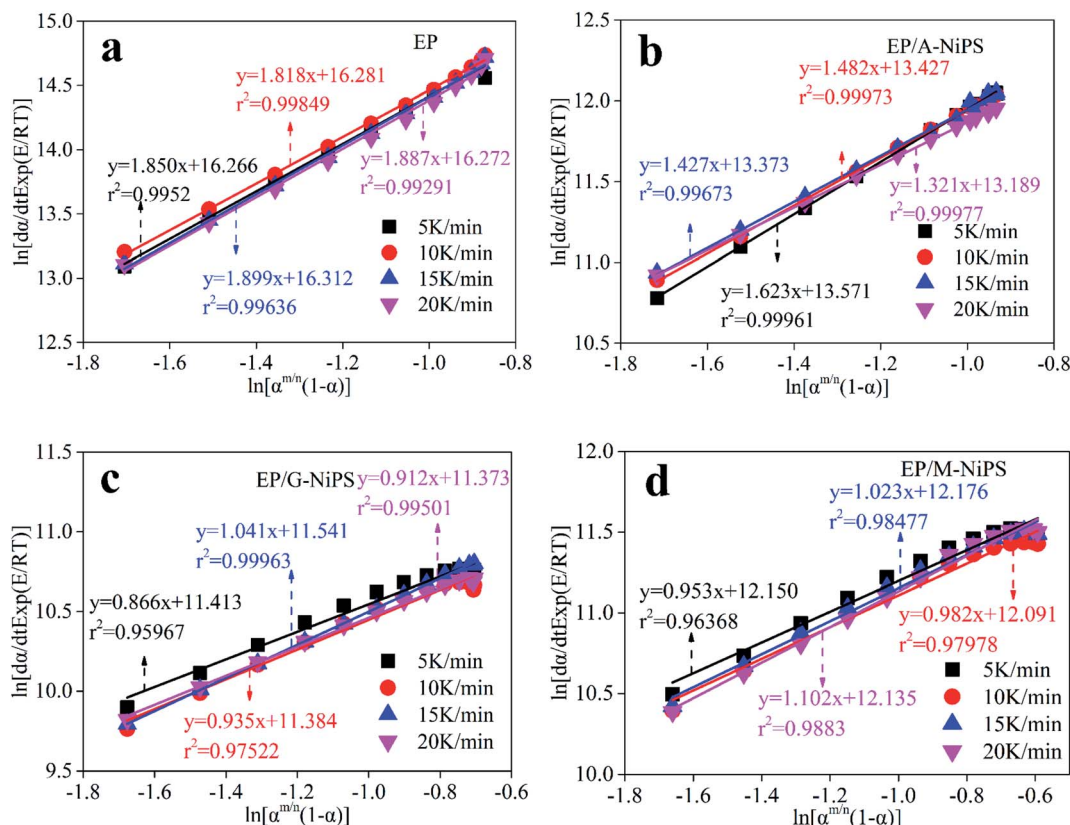 a
EP
y=1.818x+16.281
r²=0.99849
y=1.850x+16.266
r²=0.9952
y=1.887x+16.272
r²=0.99291
y=1.899x+16.312
r²=0.99636
5K/min
10K/min
15K/min
20K/min
15.0
14.5
14.0
13.5
13.0
12.5
ln[dα/dtExp(E/RT)]
-1.8 -1.6 -1.4 -1.2 -1.0 -0.8
ln[α^m/n(1-α)]
b
EP/A-NiPS
y=1.482x+13.427
r²=0.99973
y=1.427x+13.373
r²=0.99673
y=1.321x+13.189
r²=0.99977
y=1.623x+13.571
r²=0.99961
5K/min
10K/min
15K/min
20K/min
12.5
12.0
11.5
11.0
10.5
ln[dα/dtExp(E/RT)]
-1.8 -1.6 -1.4 -1.2 -1.0 -0.8
ln[α^m/n(1-α)]
c
EP/G-NiPS
y=0.912x+11.373
r²=0.99501
y=1.041x+11.541
r²=0.99963
y=0.866x+11.413
r²=0.95967
y=0.935x+11.384
r²=0.97522
5K/min
10K/min
15K/min
20K/min
11.5
11.0
10.5
10.0
9.5
ln[dα/dtExp(E/RT)]
-1.8 -1.6 -1.4 -1.2 -1.0 -0.8 -0.6
ln[α^m/n(1-α)]
d
EP/M-NiPS
y=1.023x+12.176
r²=0.98477
y=0.953x+12.150
r²=0.96368
y=0.982x+12.091
r²=0.97978
y=1.102x+12.135
r²=0.9883
5K/min
10K/min
15K/min
20K/min
12.0
11.5
11.0
10.5
10.0
ln[dα/dtExp(E/RT)]
-1.8 -1.6 -1.4 -1.2 -1.0 -0.8 -0.6
ln[α^m/n(1-α)]